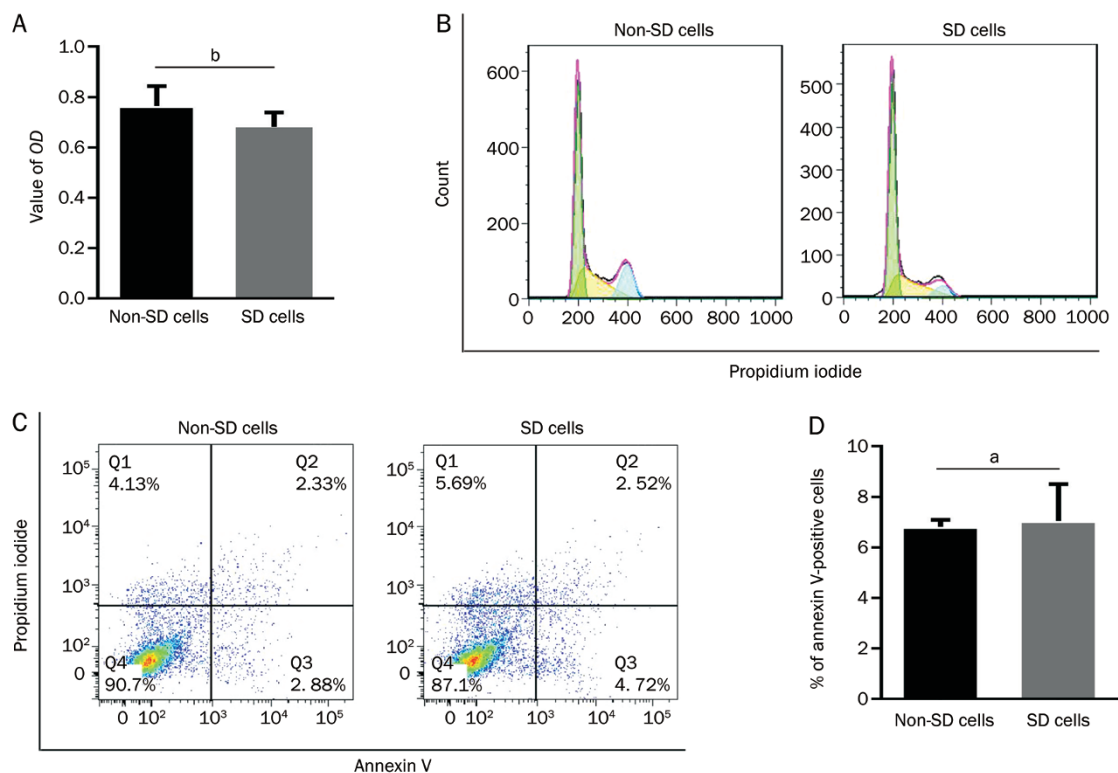 A
Value of OD
1.0
0.8
0.6
0.4
0.2
0.0
b
Non-SD cells
SD cells
B
Non-SD cells
SD cells
Count
600
400
200
0
0 200 400 600 800 1000
500
400
300
200
100
0
0 200 400 600 800 1000
Propidium iodide
C
Non-SD cells
SD cells
Propidium iodide
10⁵
10⁴
10³
10²
0
Q1
4.13%
Q2
2.33%
Q4
90.7%
Q3
2.88%
0 10² 10³ 10⁴ 10⁵
10⁵
10⁴
10³
10²
0
Q1
5.69%
Q2
2.52%
Q4
87.1%
Q3
4.72%
0 10² 10³ 10⁴ 10⁵
Annexin V
D
% of annexin V-positive cells
10
8
6
4
2
0
a
Non-SD cells
SD cells